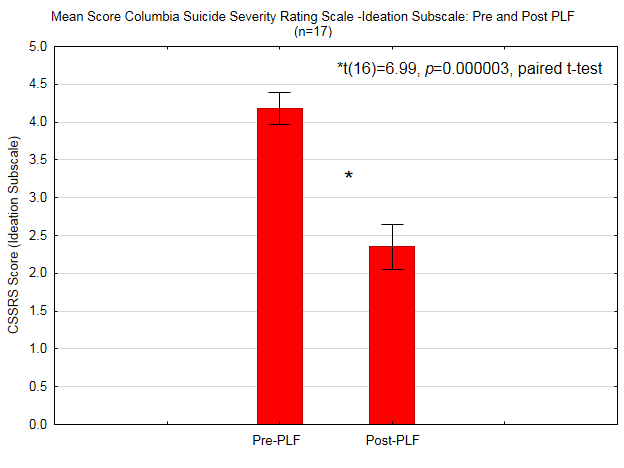 Mean Score Columbia Suicide Severity Rating Scale -Ideation Subscale: Pre and Post PLF
(n=17)
*t(16)=6.99, p=0.000003, paired t-test
CSSRS Score (Ideation Subscale)
5.0
4.5
4.0
3.5
3.0
2.5
2.0
1.5
1.0
0.5
0.0
*
Pre-PLF
Post-PLF